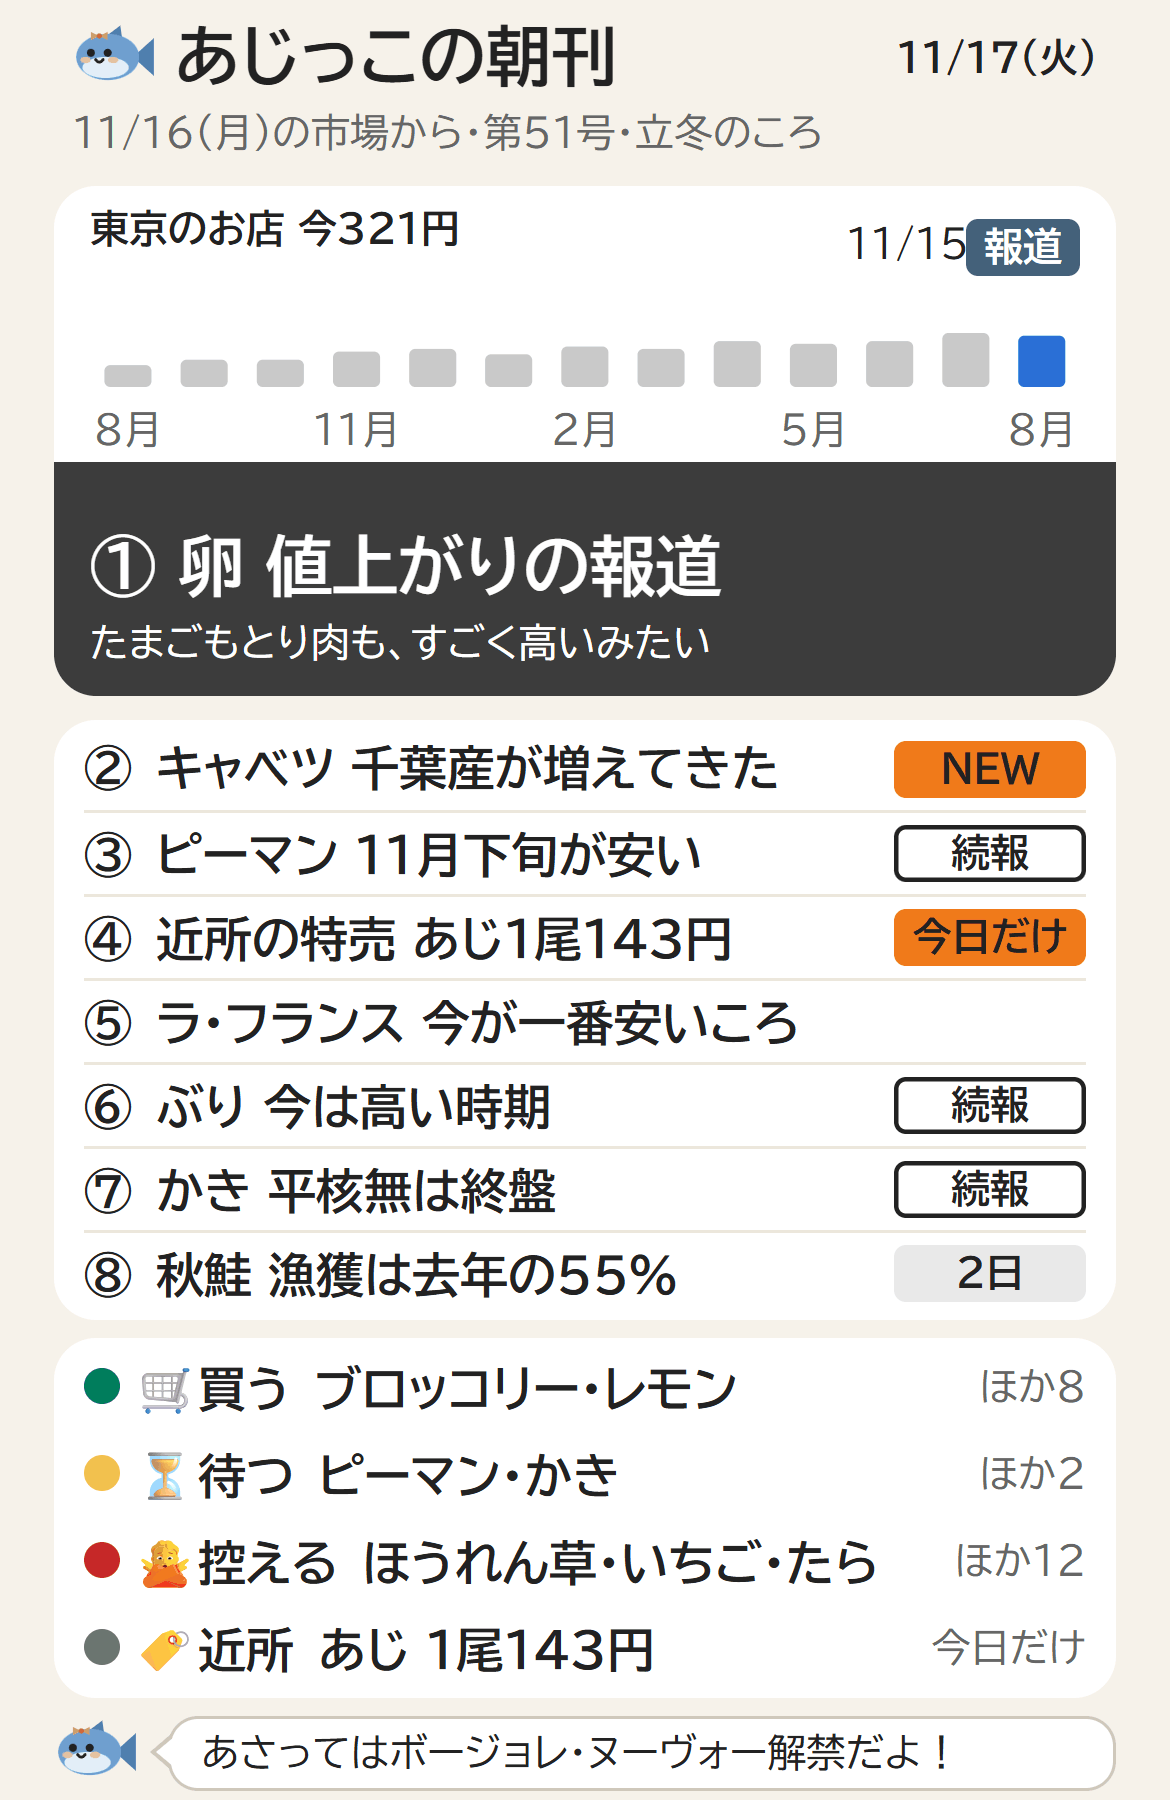 あじっこの朝刊
11/17(火)
11/16(月)の市場から・第51号・立冬のころ
東京のお店 今321円
11/15 報道
8月 11月 2月 5月 8月
① 卵 値上がりの報道
たまごもとり肉も、すごく高いみたい
② キャベツ 千葉産が増えてきた NEW
③ ピーマン 11月下旬が安い 続報
④ 近所の特売 あじ1尾143円 今日だけ
⑤ ラ・フランス 今が一番安いころ
⑥ ぶり 今は高い時期 続報
⑦ かき 平核無は終盤 続報
⑧ 秋鮭 漁獲は去年の55% 2日
買う ブロッコリー・レモン ほか8
待つ ピーマン・かき ほか2
控える ほうれん草・いちご・たら ほか12
近所 あじ 1尾143円 今日だけ
あさってはボージョレ・ヌーヴォー解禁だよ！